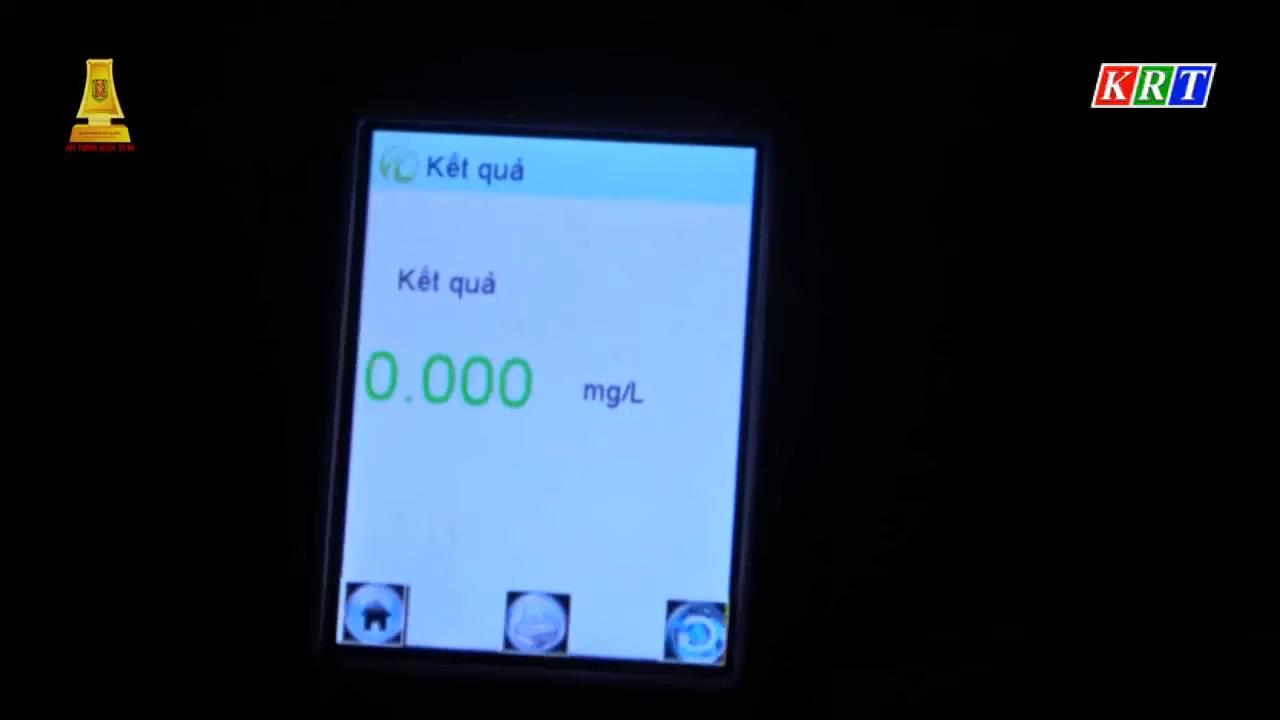 KRT
AN NINH KON TUM
Kết quả
Kết quả
0.000 mg/L